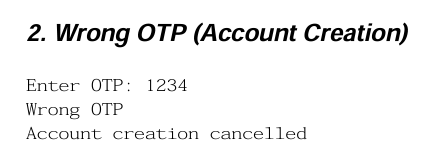 2. Wrong OTP (Account Creation)
Enter OTP: 1234
Wrong OTP
Account creation cancelled